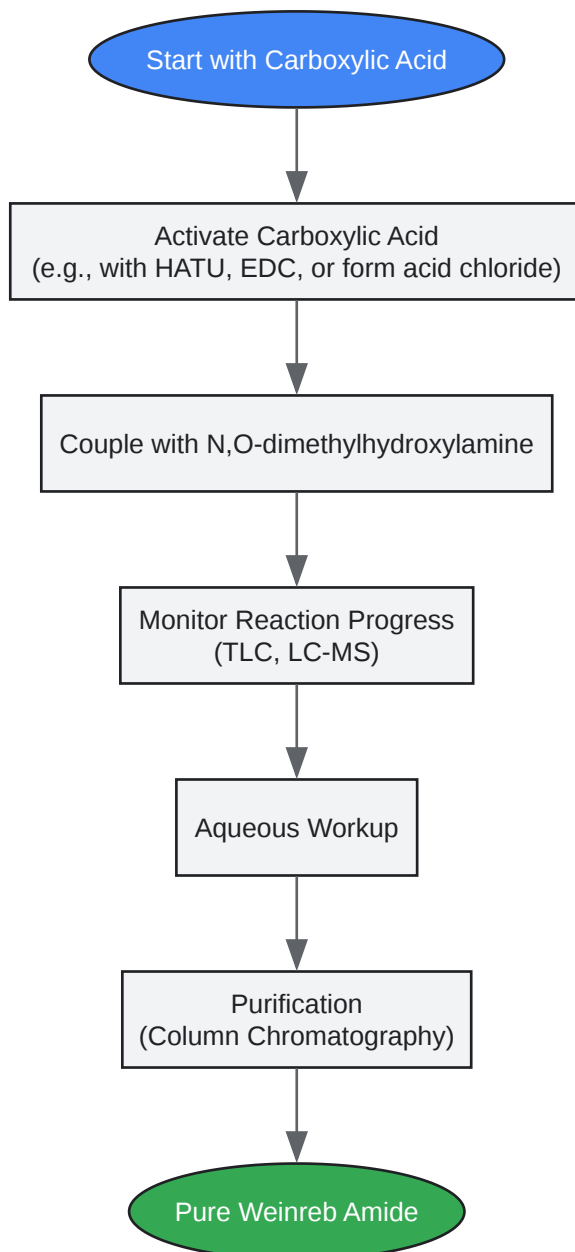 Start with Carboxylic Acid
Activate Carboxylic Acid
(e.g., with HATU, EDC, or form acid chloride)
Couple with N,O-dimethylhydroxylamine
Monitor Reaction Progress
(TLC, LC-MS)
Aqueous Workup
Purification
(Column Chromatography)
Pure Weinreb Amide